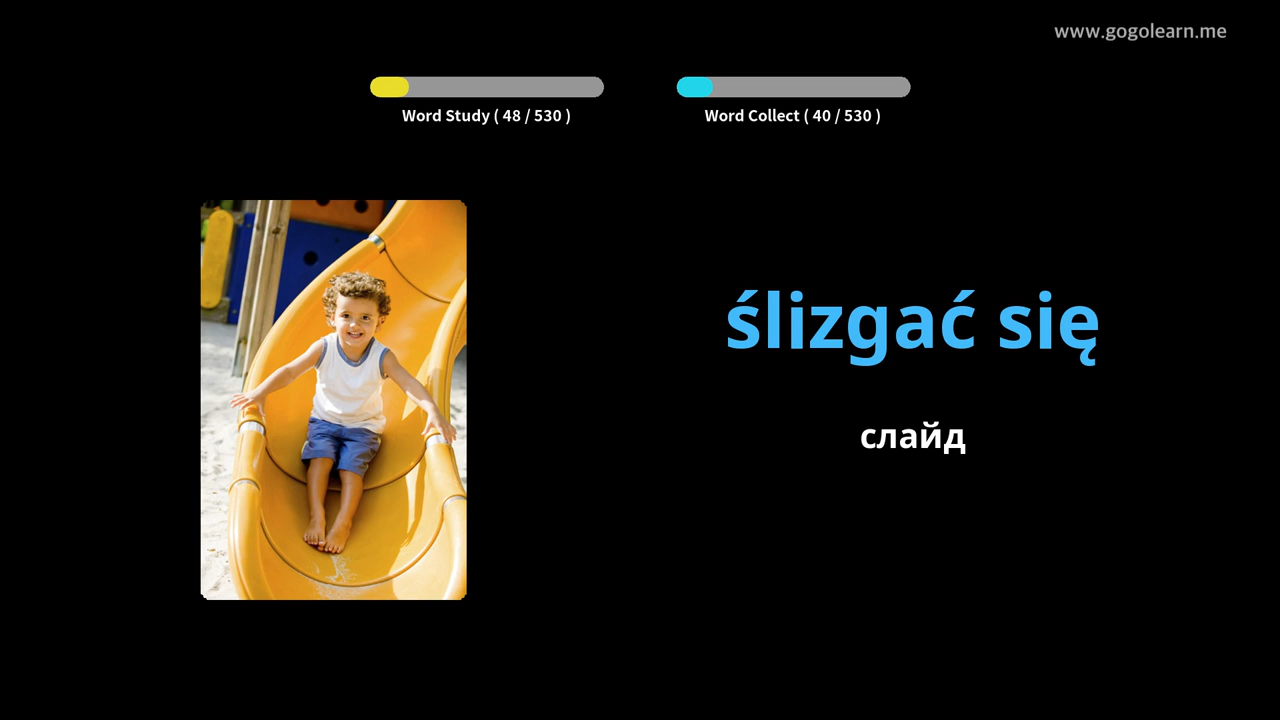 www.gogolearn.me
Word Study ( 48 / 530 )
Word Collect ( 40 / 530 )
ślizgać się
слайд